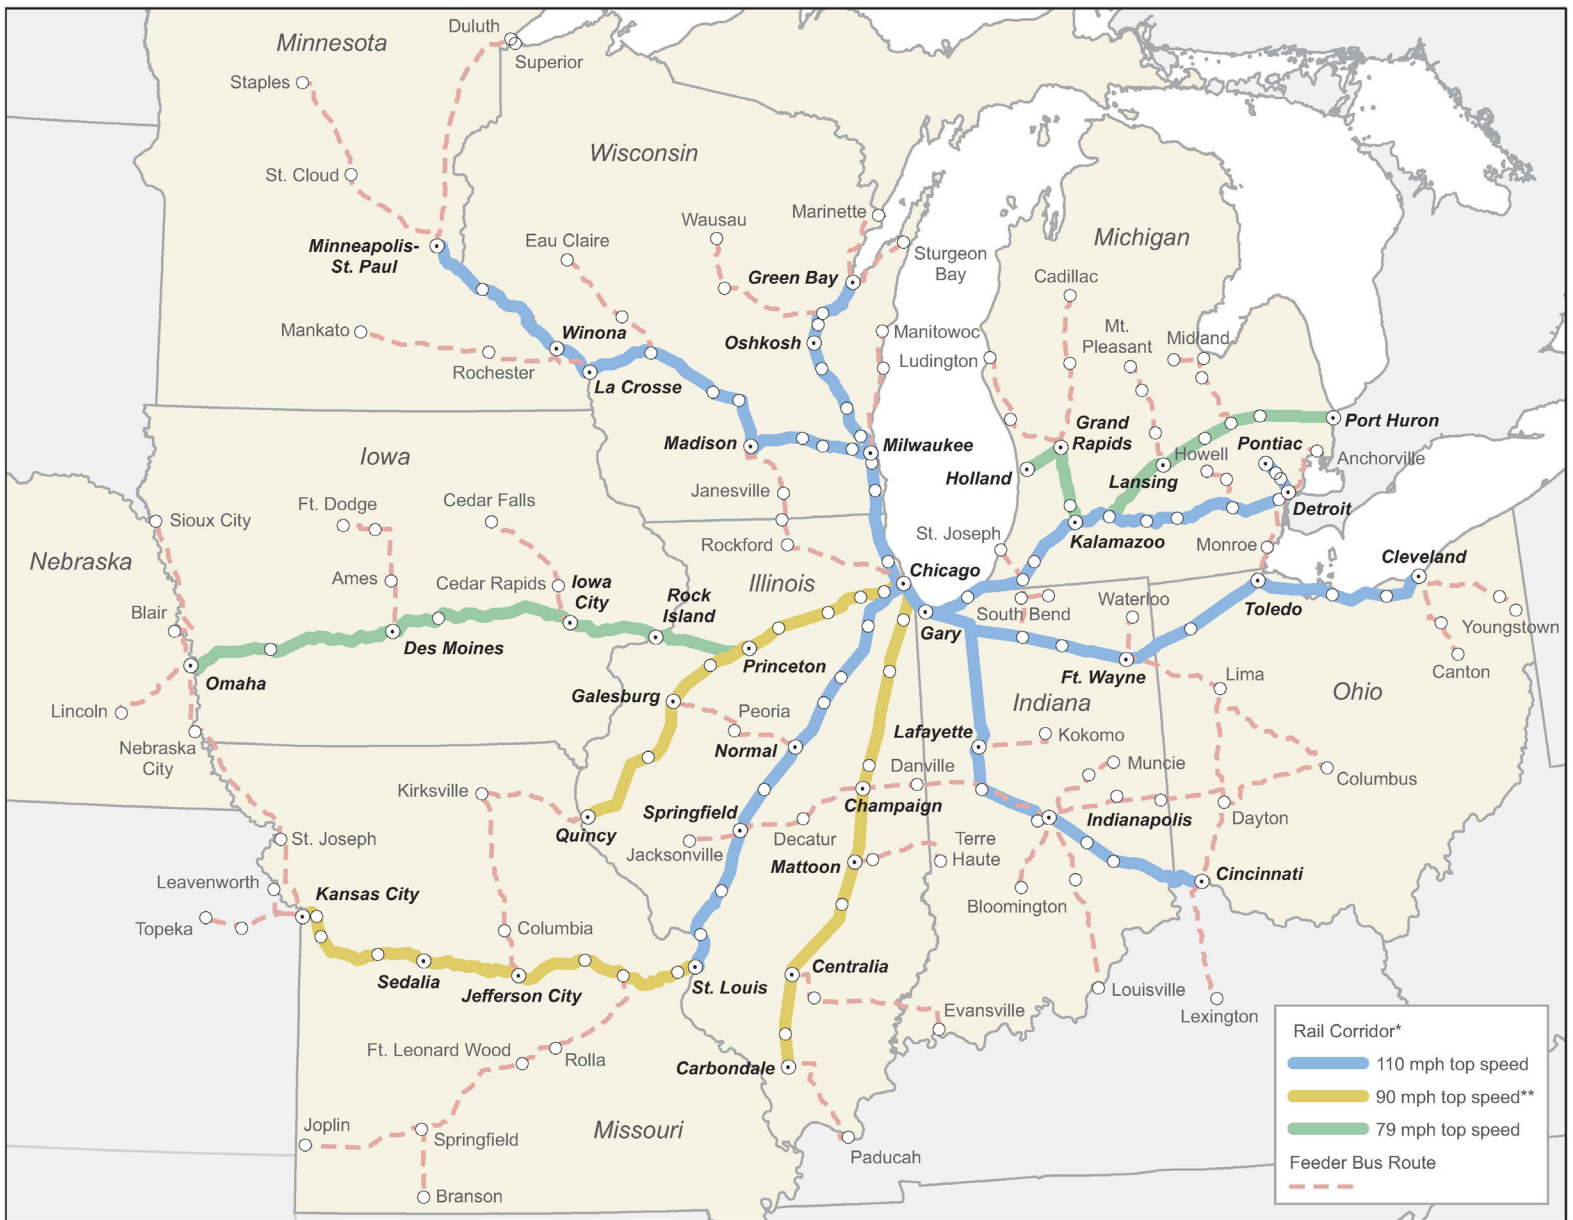 Duluth
Minnesota
Superior
Staples
Wisconsin
St. Cloud
Marinette
Wausau
Michigan
Eau Claire
Minneapolis-
St. Paul
Sturgeon
Bay
Green Bay
Cadillac
Mankato
Winona
Oshkosh
Manitowoc
Mt.
Pleasant
Midland
Ludington
Rochester
La Crosse
Grand
Rapids
Port Huron
Pontiac
Madison
Milwaukee
Iowa
Howell
Anchorville
Holland
Lansing
Janesville
Ft. Dodge
Cedar Falls
Detroit
Sioux City
St. Joseph
Kalamazoo
Rockford
Monroe
Cleveland
Nebraska
Chicago
Ames
Cedar Rapids
Iowa
City
Illinois
Rock
Island
Waterloo
Toledo
Blair
South Bend
Gary
Youngstown
Des Moines
Princeton
Canton
Omaha
Ft. Wayne
Lima
Galesburg
Indiana
Ohio
Lincoln
Peoria
Lafayette
Kokomo
Nebraska
City
Normal
Danville
Muncie
Columbus
Kirksville
Champaign
Springfield
Indianapolis
Dayton
Quincy
St. Joseph
Jacksonville
Decatur
Terre
Haute
Mattoon
Cincinnati
Leavenworth
Kansas City
Bloomington
Topeka
Columbia
Centralia
Sedalia
Jefferson City
St. Louis
Louisville
Evansville
Lexington
Ft. Leonard Wood
Rolla
Carbondale
Joplin
Springfield
Missouri
Paducah
Branson
Rail Corridor*
110 mph top speed
90 mph top speed**
79 mph top speed
Feeder Bus Route